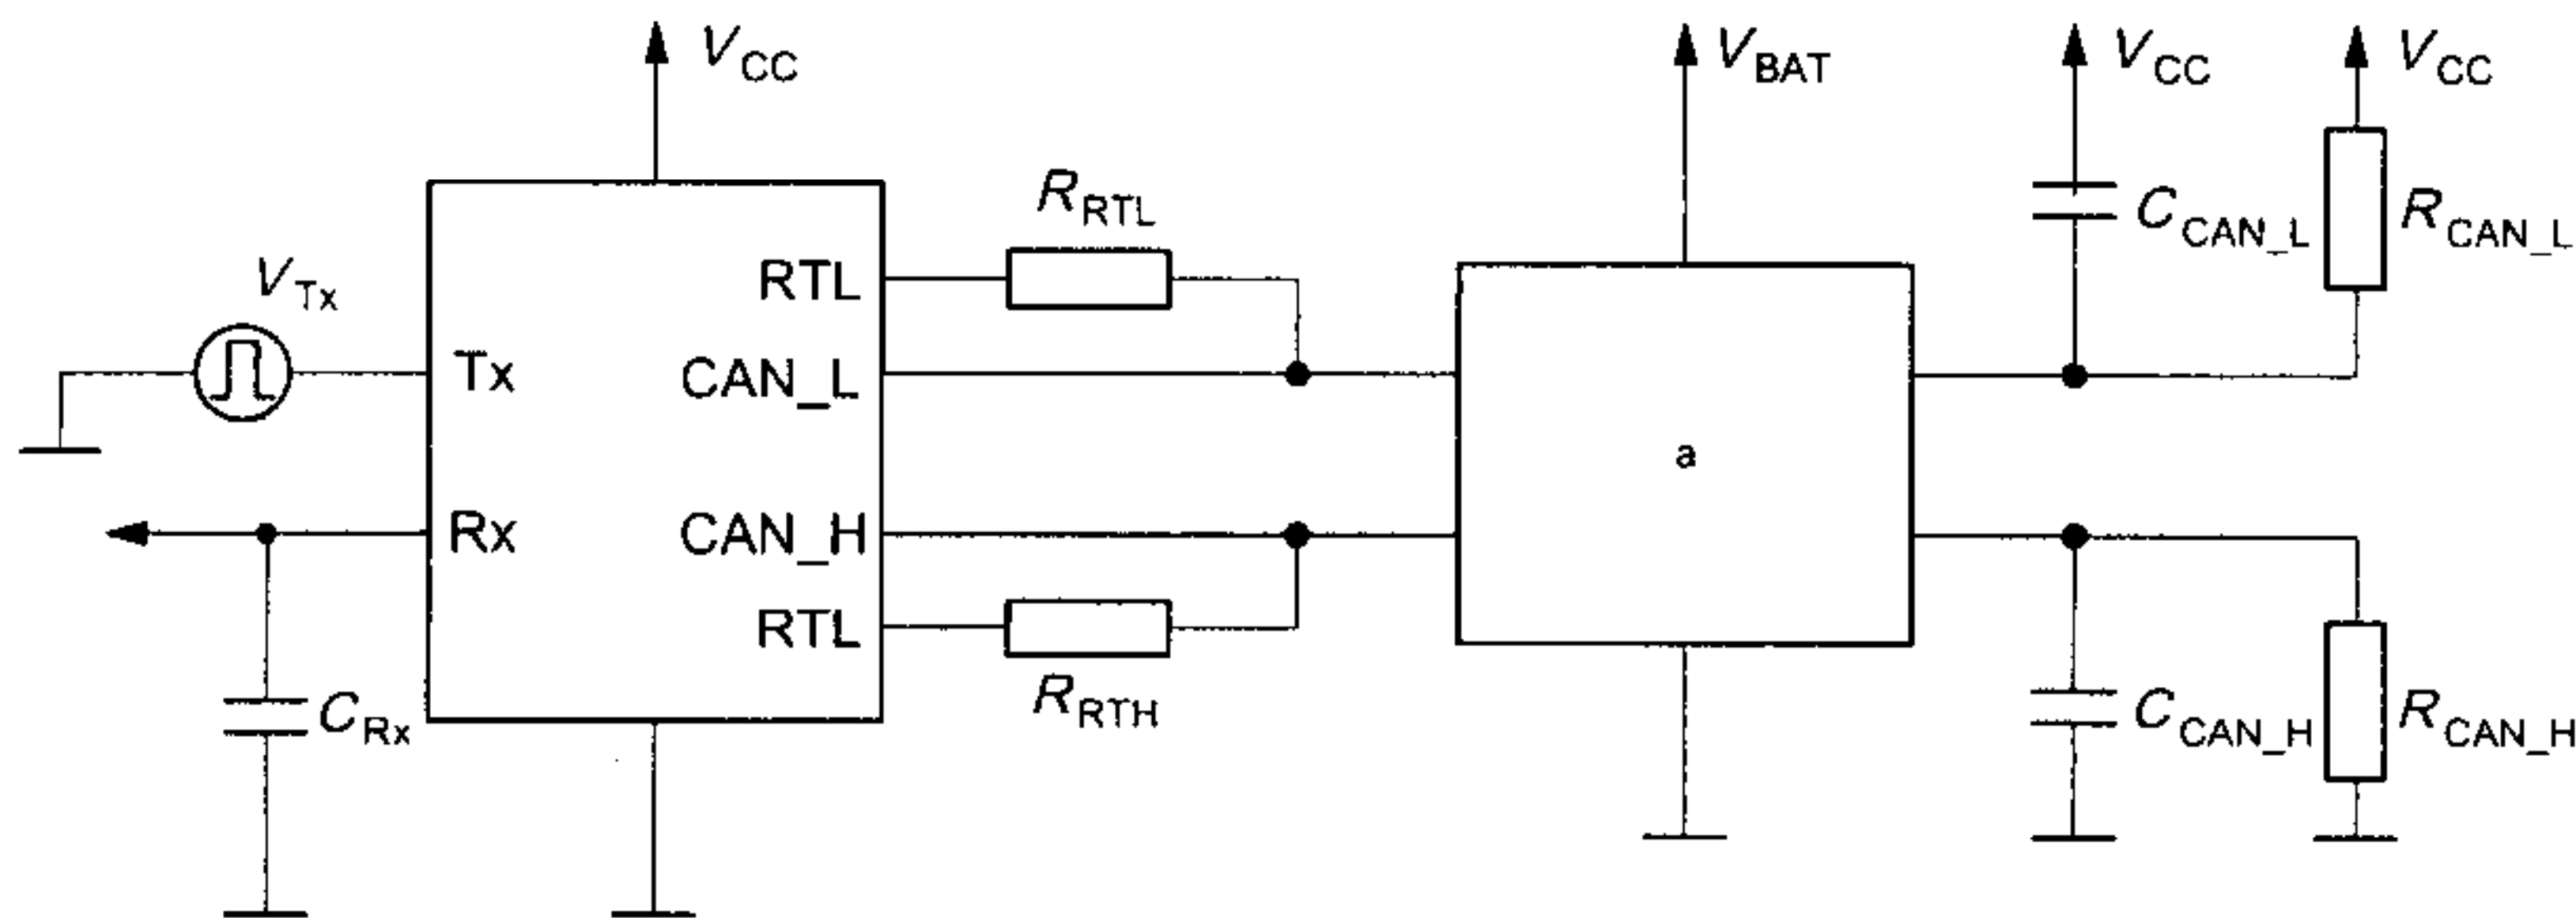 V_CC
V_BAT
V_CC
V_CC
R_RTL
C_CAN_L
R_CAN_L
V_Tx
RTL
Tx
CAN_L
a
Rx
CAN_H
RTL
R_RTH
C_Rx
C_CAN_H
R_CAN_H